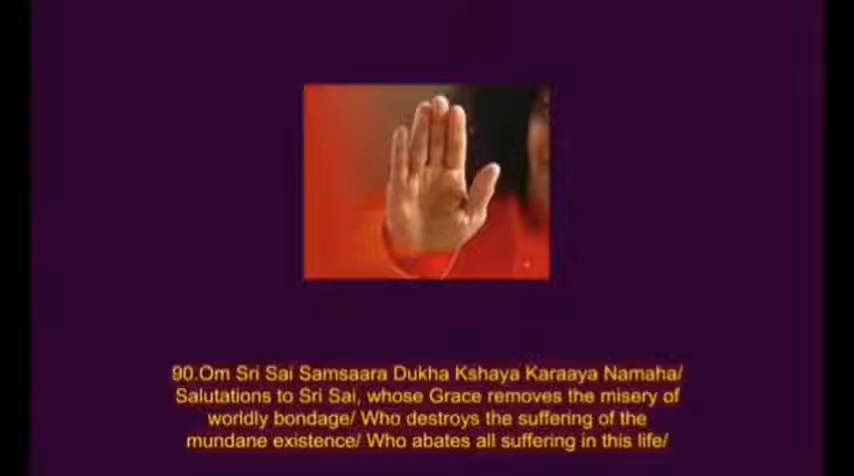 90.Om Sri Sai Samsaara Dukha Kshaya Karaaya Namaha/
Salutations to Sri Sai, whose Grace removes the misery of
worldly bondage/ Who destroys the suffering of the
mundane existence/ Who abates all suffering in this life/